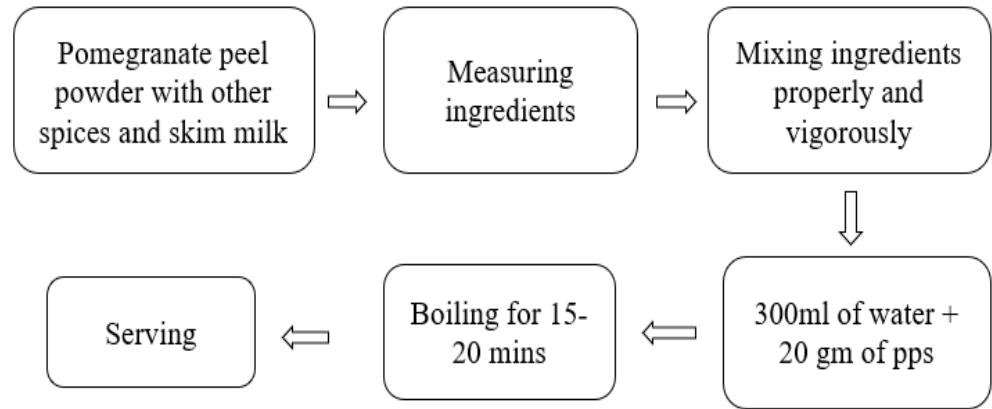 Pomegranate peel
powder with other
spices and skim milk
Measuring
ingredients
Mixing ingredients
properly and
vigorously
300ml of water +
20 gm of pps
Boiling for 15-
20 mins
Serving